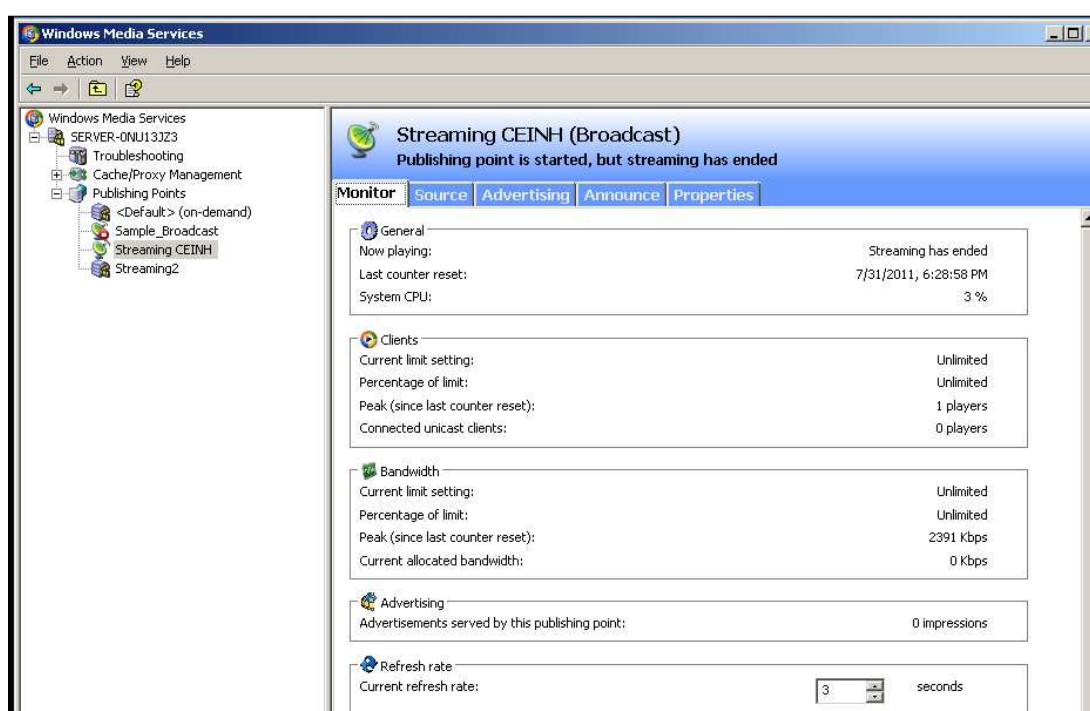 Windows Media Services
File Action View Help
Windows Media Services
SERVER-0NU13JZ3
Troubleshooting
Cache/Proxy Management
Publishing Points
<Default> (on-demand)
Sample_Broadcast
Streaming CEINH
Streaming2
Streaming CEINH (Broadcast)
Publishing point is started, but streaming has ended
Monitor Source Advertising Announce Properties
General
Now playing: Streaming has ended
Last counter reset: 7/31/2011, 6:28:58 PM
System CPU: 3 %
Clients
Current limit setting: Unlimited
Percentage of limit: Unlimited
Peak (since last counter reset): 1 players
Connected unicast clients: 0 players
Bandwidth
Current limit setting: Unlimited
Percentage of limit: Unlimited
Peak (since last counter reset): 2391 Kbps
Current allocated bandwidth: 0 Kbps
Advertising
Advertisements served by this publishing point: 0 impressions
Refresh rate
Current refresh rate: 3 seconds